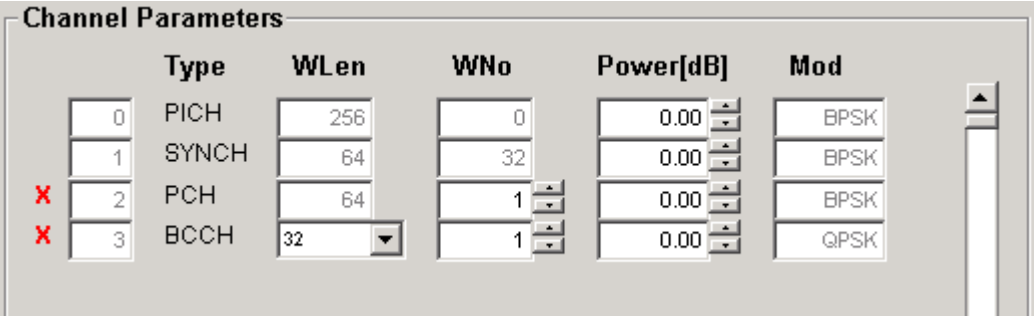 Channel Parameters
Type WLen WNo Power[dB] Mod
0 PICH 256 0 0.00 BPSK
1 SYNCH 64 32 0.00 BPSK
X 2 PCH 64 1 0.00 BPSK
X 3 BCCH 32 1 0.00 QPSK